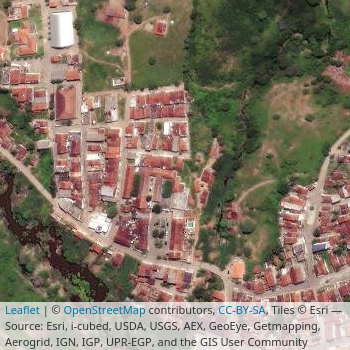 Leaflet | © OpenStreetMap contributors, CC-BY-SA, Tiles © Esri —
Source: Esri, i-cubed, USDA, USGS, AEX, GeoEye, Getmapping,
Aerogrid, IGN, IGP, UPR-EGP, and the GIS User Community